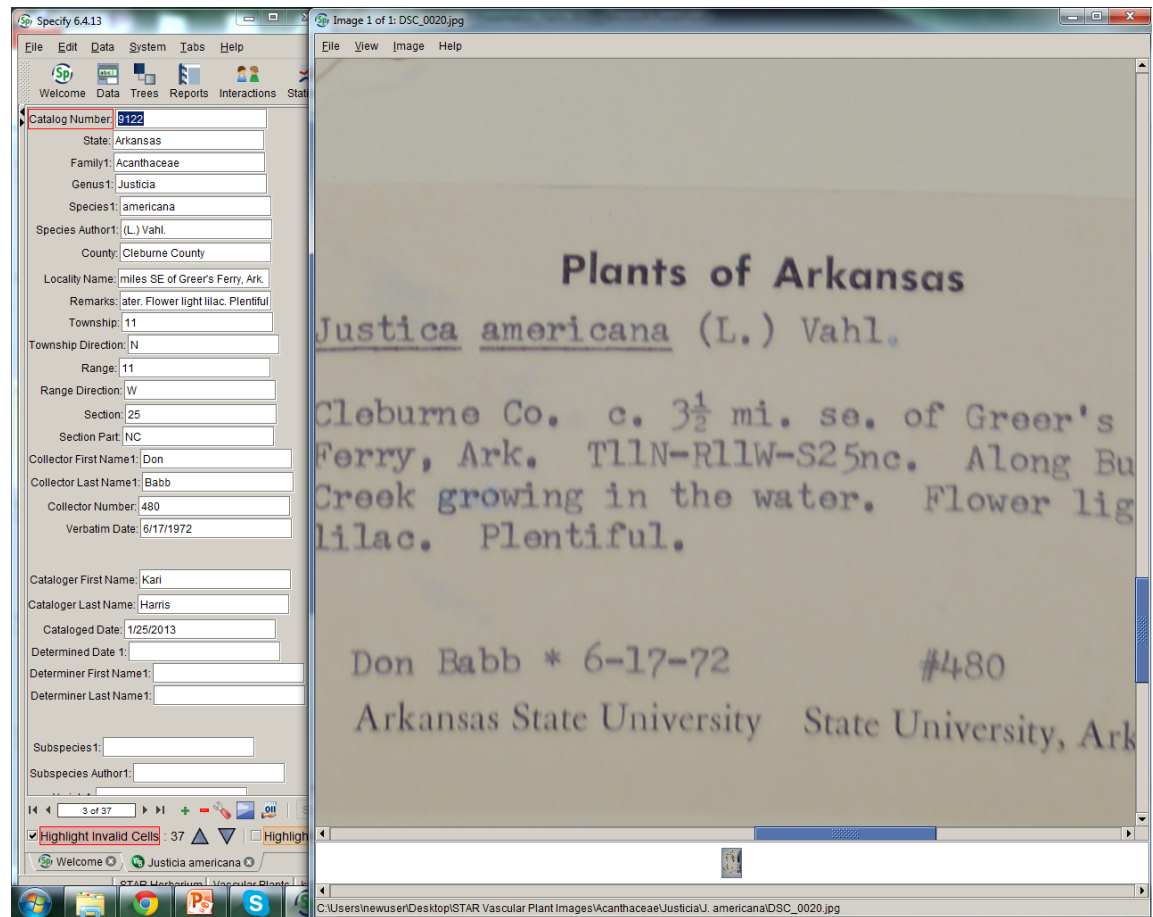 Specify 6.4.13
File Edit Data System Tabs Help
Welcome Data Trees Reports Interactions
Catalog Number: 9122
State: Arkansas
Family1: Acanthaceae
Genus1: Justicia
Species1: americana
Species Author1: (L.) Vahl.
County: Cleburne County
Locality Name: miles SE of Greer's Ferry, Ark.
Remarks: ater. Flower light lilac. Plentiful
Township: 11
Township Direction: N
Range: 11
Range Direction: W
Section: 25
Section Part: NC
Collector First Name1: Don
Collector Last Name1: Babb
Collector Number: 480
Verbatim Date: 6/17/1972
Cataloger First Name: Kari
Cataloger Last Name: Harris
Cataloged Date: 1/25/2013
Determined Date 1:
Determiner First Name1:
Determiner Last Name1:
Subspecies1:
Subspecies Author1:
3 of 37
Highlight Invalid Cells : 37 Highligh
Welcome Justicia americana
STAR Herbarium Vascular Plants
Image 1 of 1: DSC_0020.jpg
File View Image Help
Plants of Arkansas
Justica americana (L.) Vahl.
Cleburne Co. c. 3½ mi. se. of Greer's
Ferry, Ark. T11N-R11W-S25nc. Along Bu
Creek growing in the water. Flower lig
lilac. Plentiful.
Don Babb * 6-17-72 #480
Arkansas State University State University, Ark
C:\Users\newuser\Desktop\STAR Vascular Plant Images\Acanthaceae\Justicia\J. americana\DSC_0020.jpg